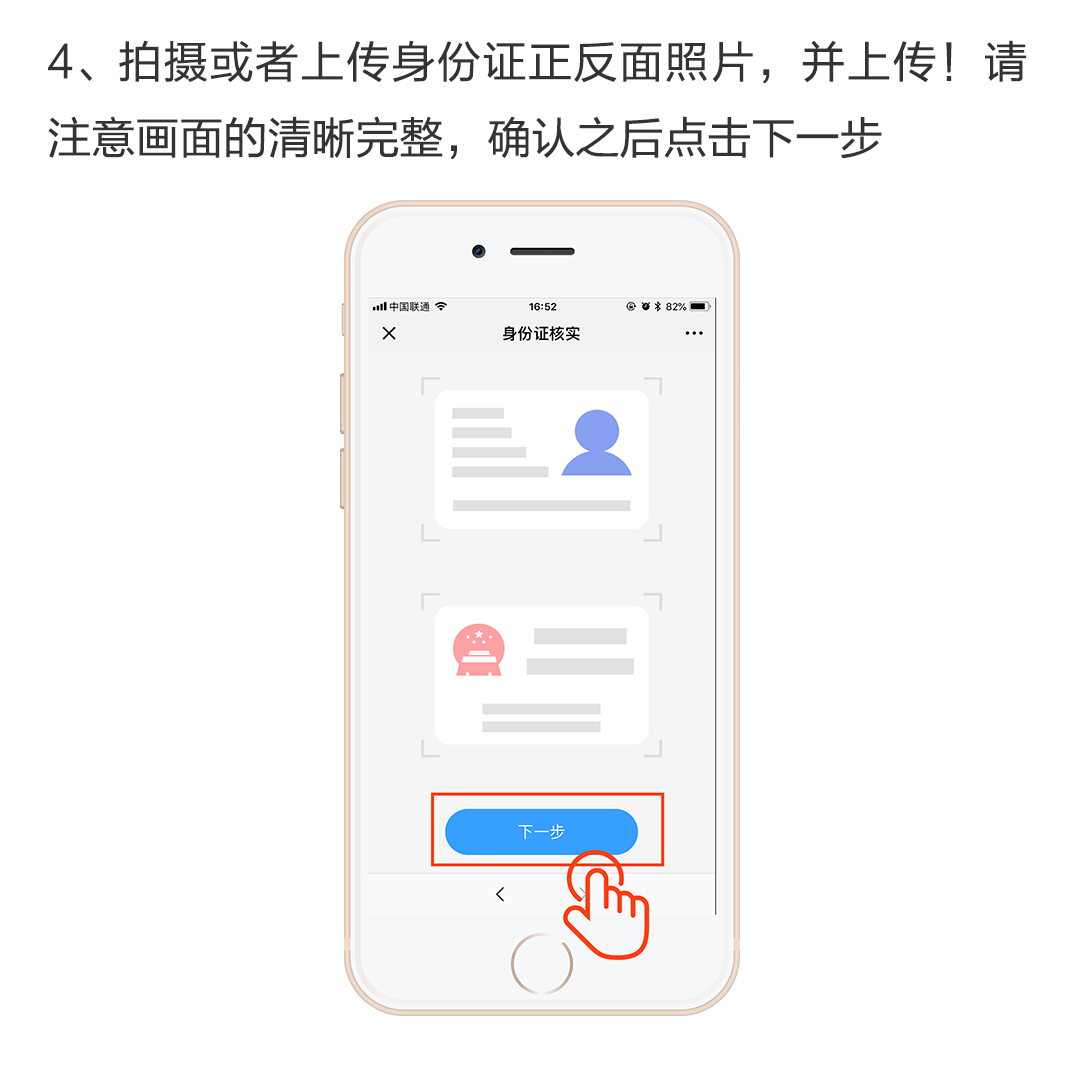 4、拍摄或者上传身份证正反面照片，并上传！请
注意画面的清晰完整，确认之后点击下一步
中国联通 16:52 82%
身份证核实
下一步